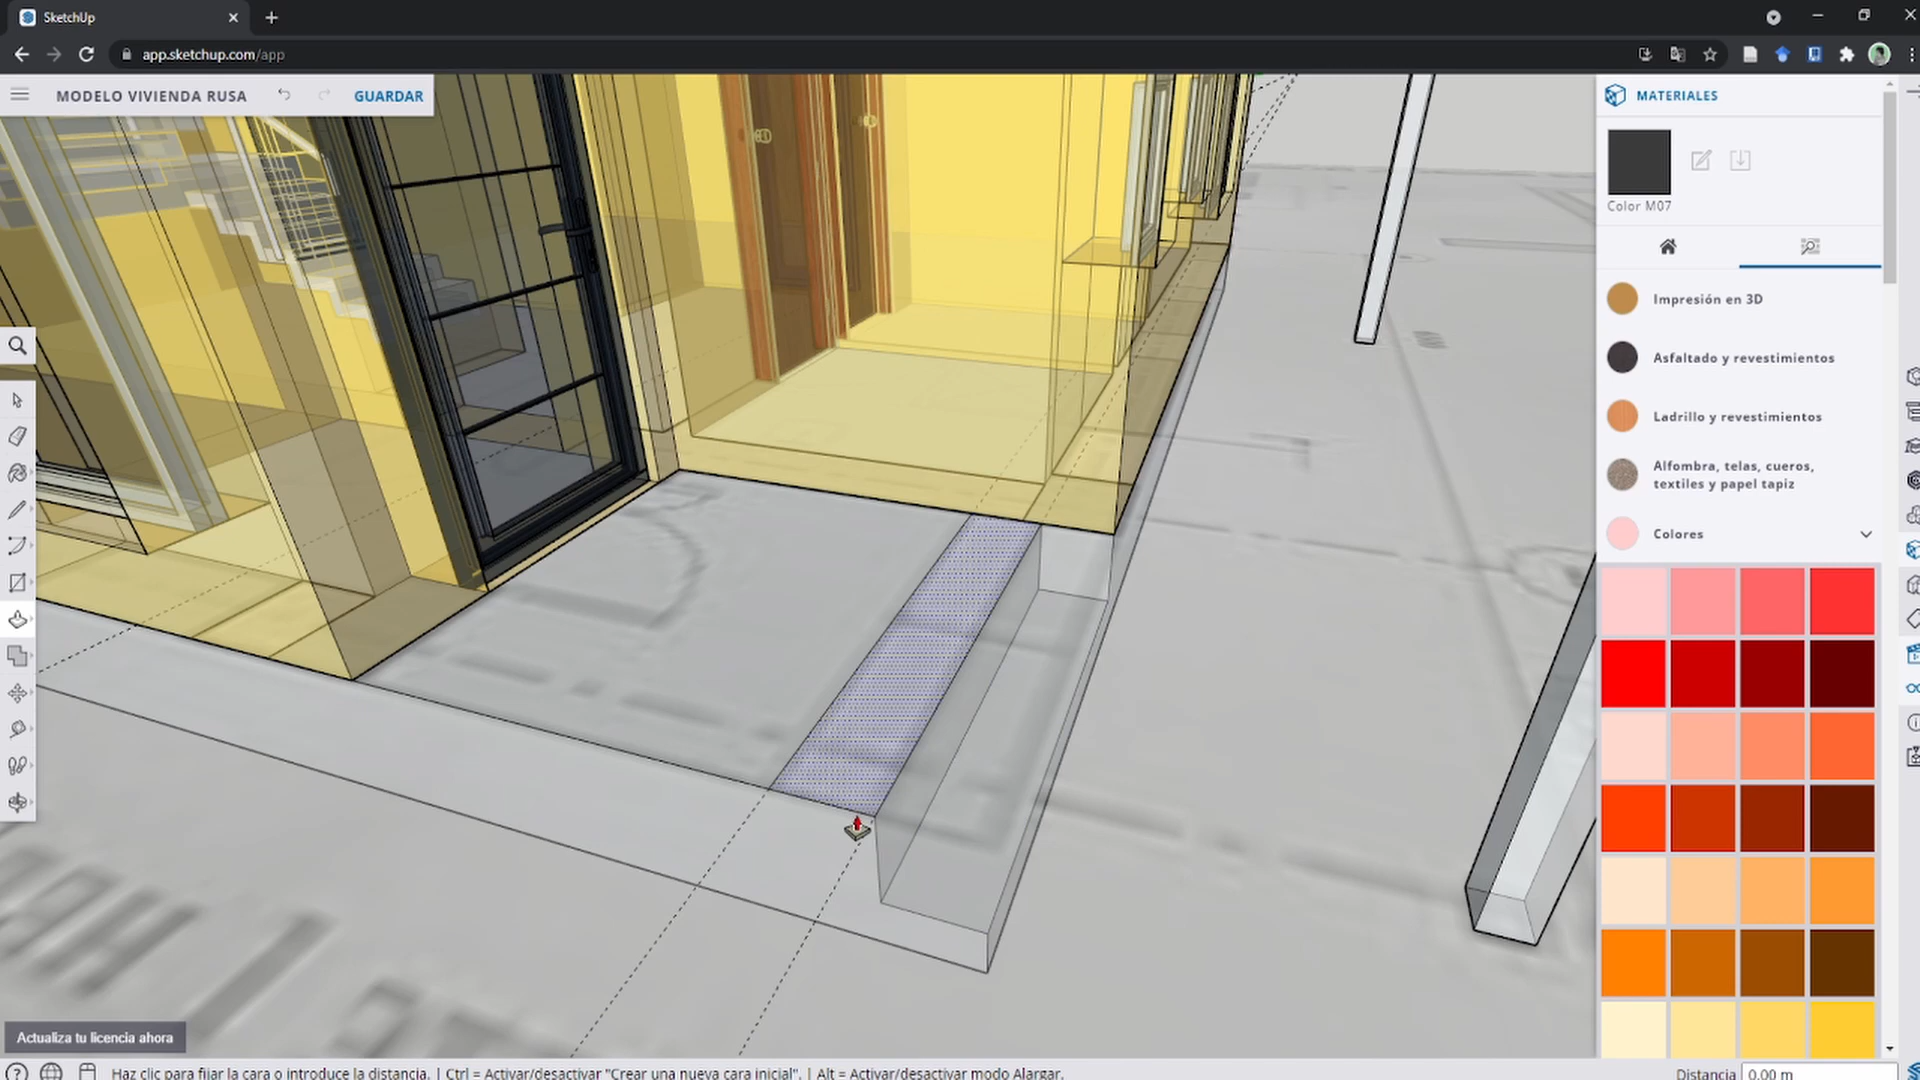 SketchUp
app.sketchup.com/app
MODELO VIVIENDA RUSA
GUARDAR
MATERIALES
Color M07
Impresión en 3D
Asfaltado y revestimientos
Ladrillo y revestimientos
Alfombra, telas, cueros,
textiles y papel tapiz
Colores
Actualiza tu licencia ahora
Haz clic para fijar la cara o introduce la distancia. | Ctrl = Activar/desactivar "Crear una nueva cara inicial". | Alt = Activar/desactivar modo Alargar.
Distancia 0.00 m